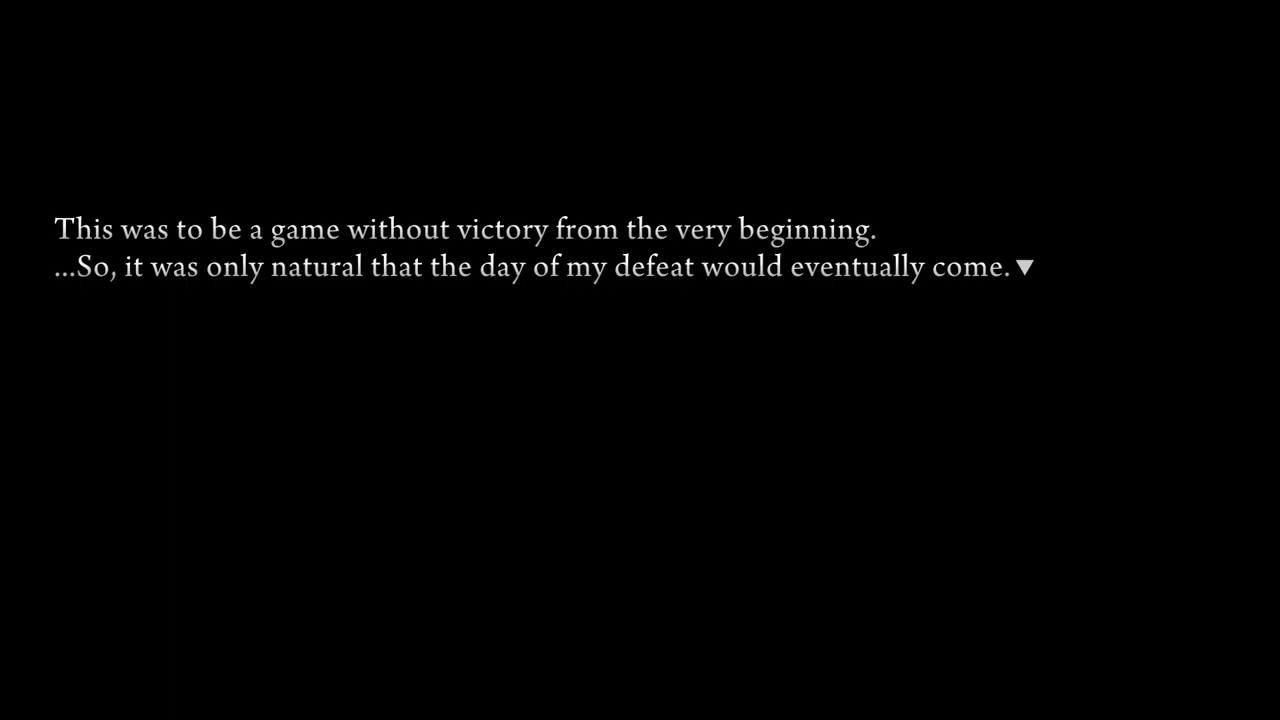 This was to be a game without victory from the very beginning.
...So, it was only natural that the day of my defeat would eventually come.▼